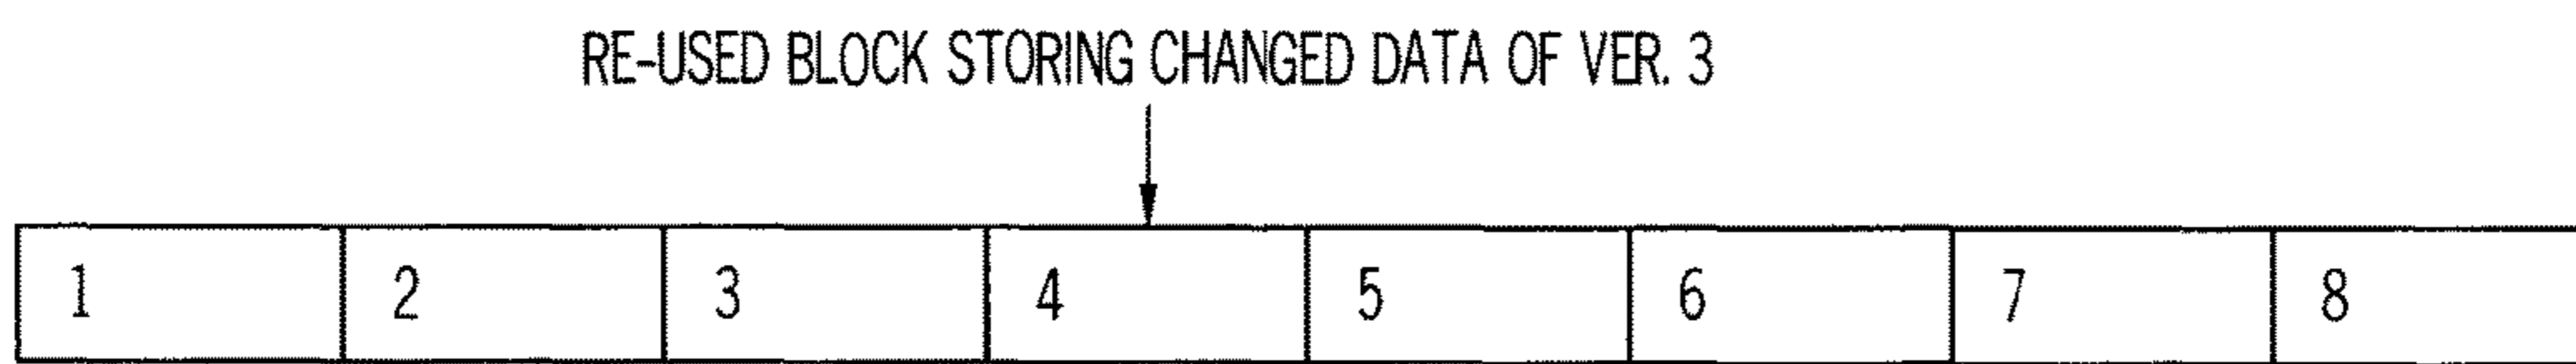 RE-USED BLOCK STORING CHANGED DATA OF VER. 3
1 2 3 4 5 6 7 8